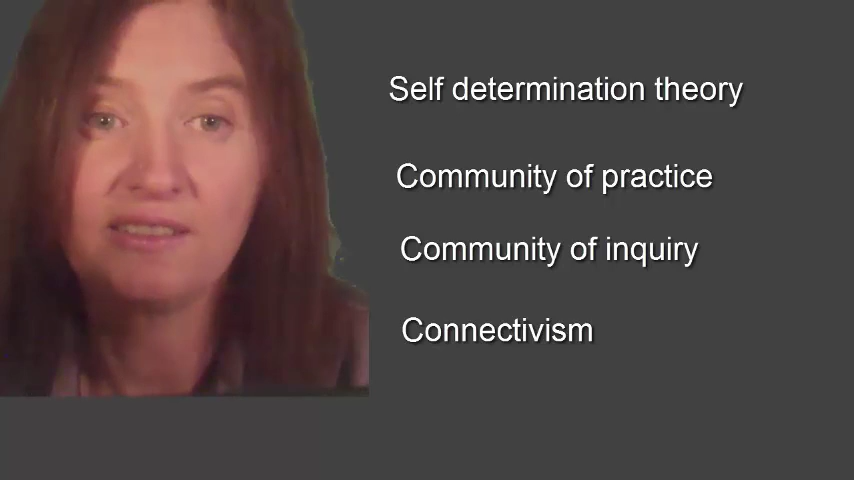 Self determination theory
Community of practice
Community of inquiry
Connectivism